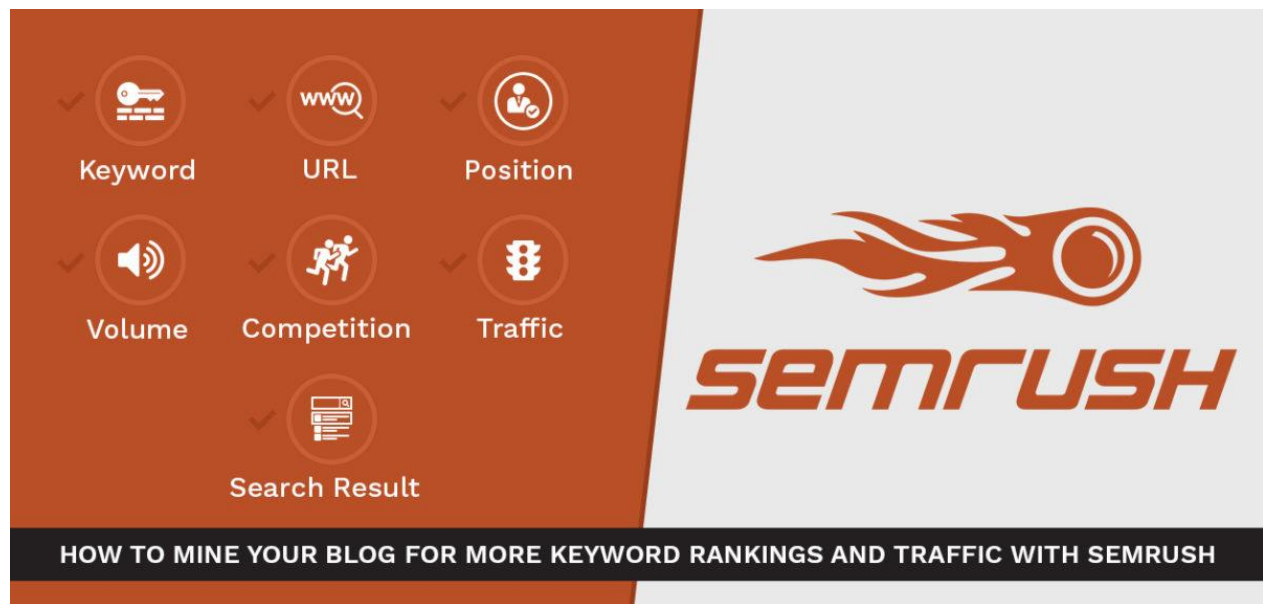 Keyword
www
URL
Position
Volume
Competition
Traffic
Search Result
semrush
HOW TO MINE YOUR BLOG FOR MORE KEYWORD RANKINGS AND TRAFFIC WITH SEMRUSH